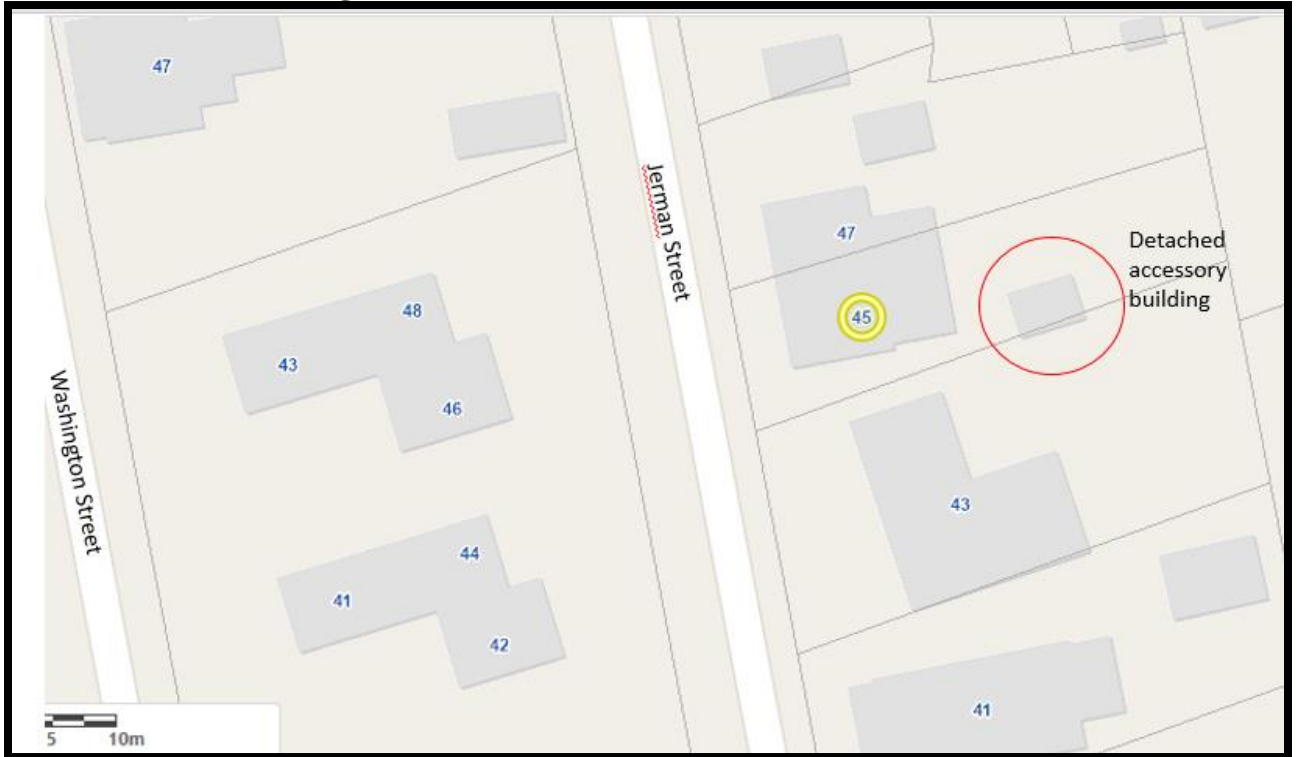 47
Jerman Street
47
Detached
accessory
building
45
48
43
46
Washington Street
43
44
41
42
41
5 10m